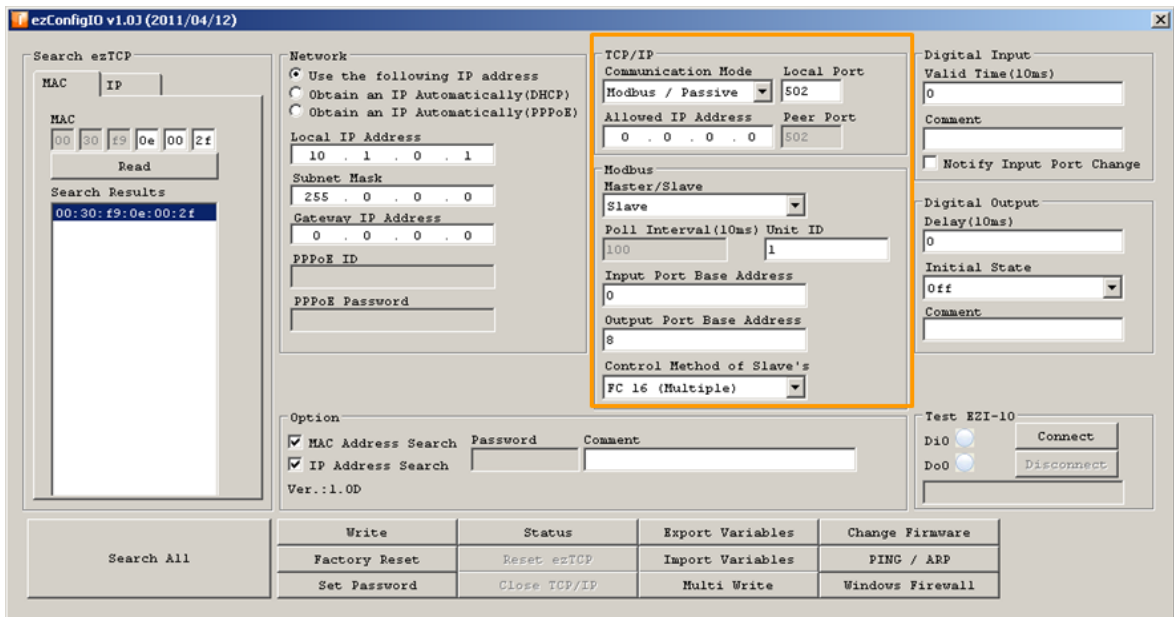 ezConfigIO v1.0J (2011/04/12)
Search ezTCP
MAC
IP
MAC
00 30 f9 0e 00 2f
Read
Search Results
00:30:f9:0e:00:2f
Network
Use the following IP address
Obtain an IP Automatically(DHCP)
Obtain an IP Automatically(PPPoE)
Local IP Address
10 . 1 . 0 . 1
Subnet Mask
255 . 0 . 0 . 0
Gateway IP Address
0 . 0 . 0 . 0
PPPoE ID
PPPoE Password
TCP/IP
Communication Mode Local Port
Modbus / Passive 502
Allowed IP Address Peer Port
0 . 0 . 0 . 0 502
Modbus
Master/Slave
Slave
Poll Interval(10ms) Unit ID
100 1
Input Port Base Address
0
Output Port Base Address
8
Control Method of Slave's
FC 16 (Multiple)
Digital Input
Valid Time(10ms)
0
Comment
Notify Input Port Change
Digital Output
Delay(10ms)
0
Initial State
Off
Comment
Option
MAC Address Search Password Comment
IP Address Search
Ver.:1.0D
Test EZI-10
Di0 Connect
Do0 Disconnect
Search All
Write Status Export Variables Change Firmware
Factory Reset Reset ezTCP Import Variables PING / ARP
Set Password Close TCP/IP Multi Write Windows Firewall